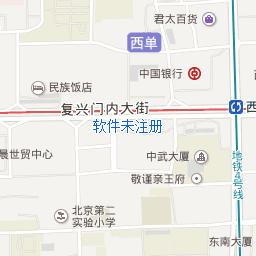 君太百货
西单
中国银行
民族饭店
复兴门内大街
西
软件未注册
晨世贸中心
中武大厦
地铁4号线
敬谨亲王府
北京第二
实验小学
东南大厦